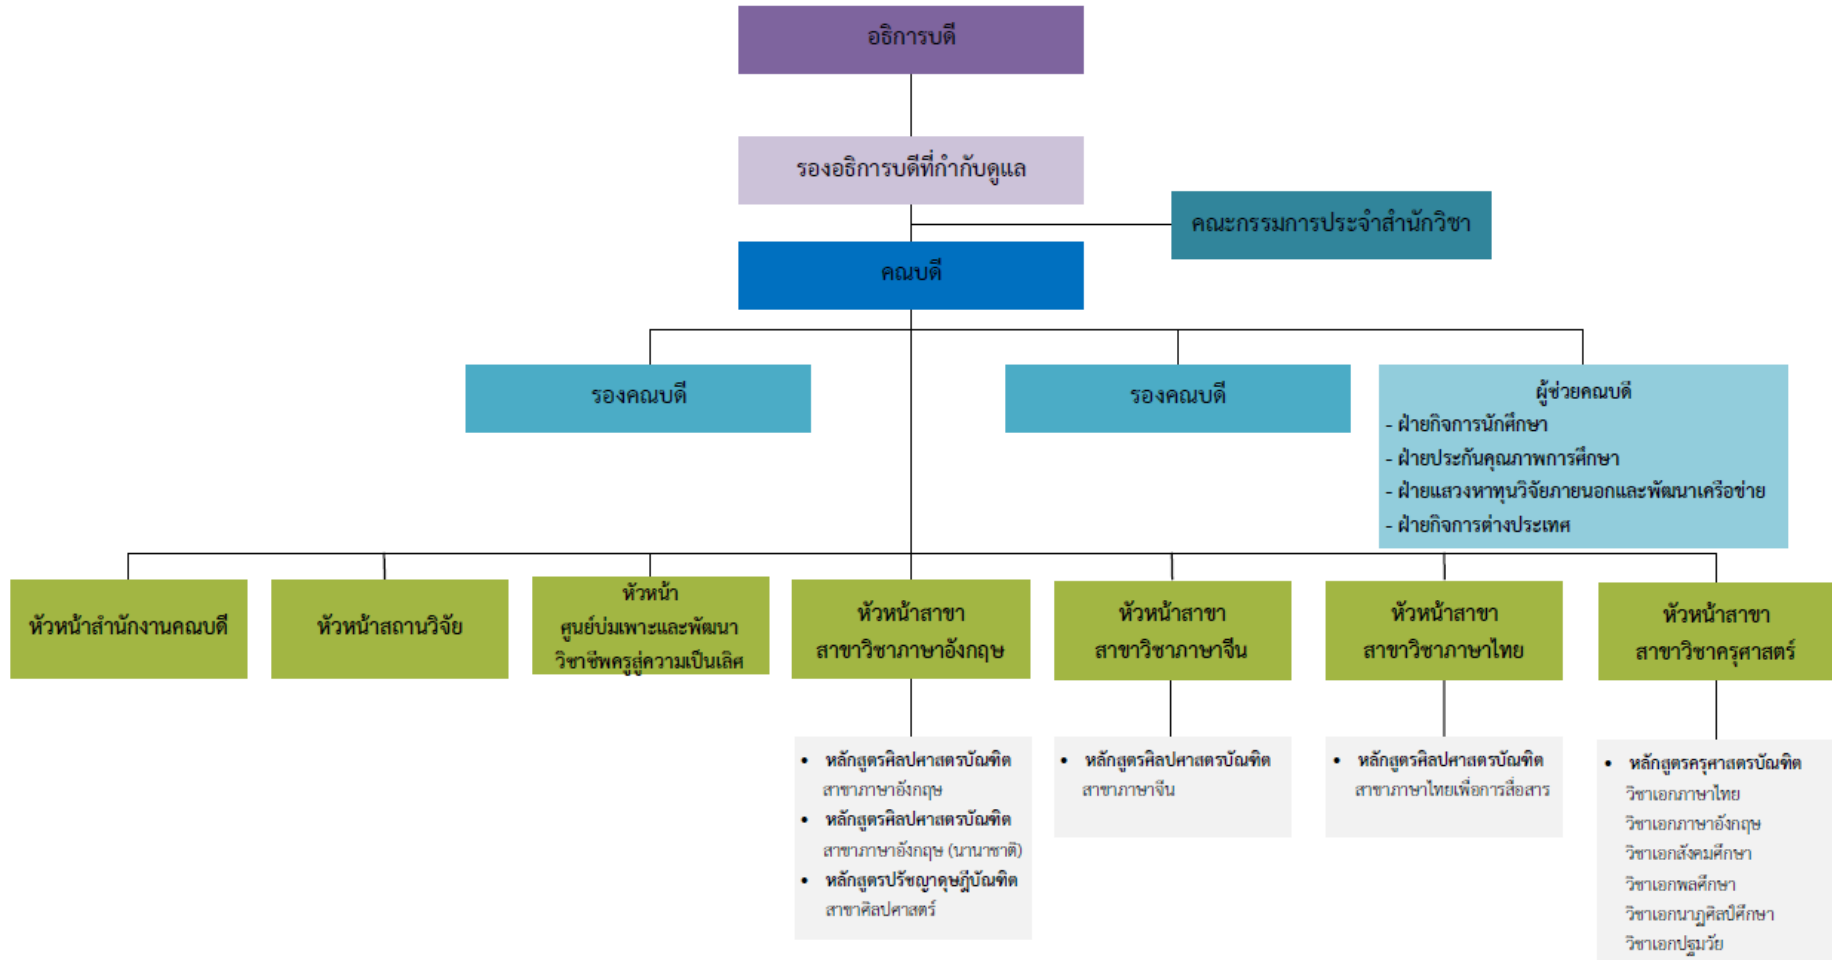 อธิการบดี
รองอธิการบดีที่กำกับดูแล
คณะกรรมการประจำสำนักวิชา
คณบดี
รองคณบดี
รองคณบดี
ผู้ช่วยคณบดี
- ฝ่ายกิจการนักศึกษา
- ฝ่ายประกันคุณภาพการศึกษา
- ฝ่ายแสวงหาทุนวิจัยภายนอกและพัฒนาเครือข่าย
- ฝ่ายกิจการต่างประเทศ
หัวหน้าสำนักงานคณบดี
หัวหน้าสถานวิจัย
หัวหน้า
ศูนย์บ่มเพาะและพัฒนา
วิชาชีพครูสู่ความเป็นเลิศ
หัวหน้าสาขา
สาขาวิชาภาษาอังกฤษ
หัวหน้าสาขา
สาขาวิชาภาษาจีน
หัวหน้าสาขา
สาขาวิชาภาษาไทย
หัวหน้าสาขา
สาขาวิชาครุศาสตร์
• หลักสูตรศิลปศาสตรบัณฑิต
สาขาภาษาอังกฤษ
• หลักสูตรศิลปศาสตรบัณฑิต
สาขาภาษาอังกฤษ (นานาชาติ)
• หลักสูตรปรัชญาดุษฎีบัณฑิต
สาขาศิลปศาสตร์
• หลักสูตรศิลปศาสตรบัณฑิต
สาขาภาษาจีน
• หลักสูตรศิลปศาสตรบัณฑิต
สาขาภาษาไทยเพื่อการสื่อสาร
• หลักสูตรครุศาสตรบัณฑิต
วิชาเอกภาษาไทย
วิชาเอกภาษาอังกฤษ
วิชาเอกสังคมศึกษา
วิชาเอกพลศึกษา
วิชาเอกนาฏศิลป์ศึกษา
วิชาเอกปฐมวัย